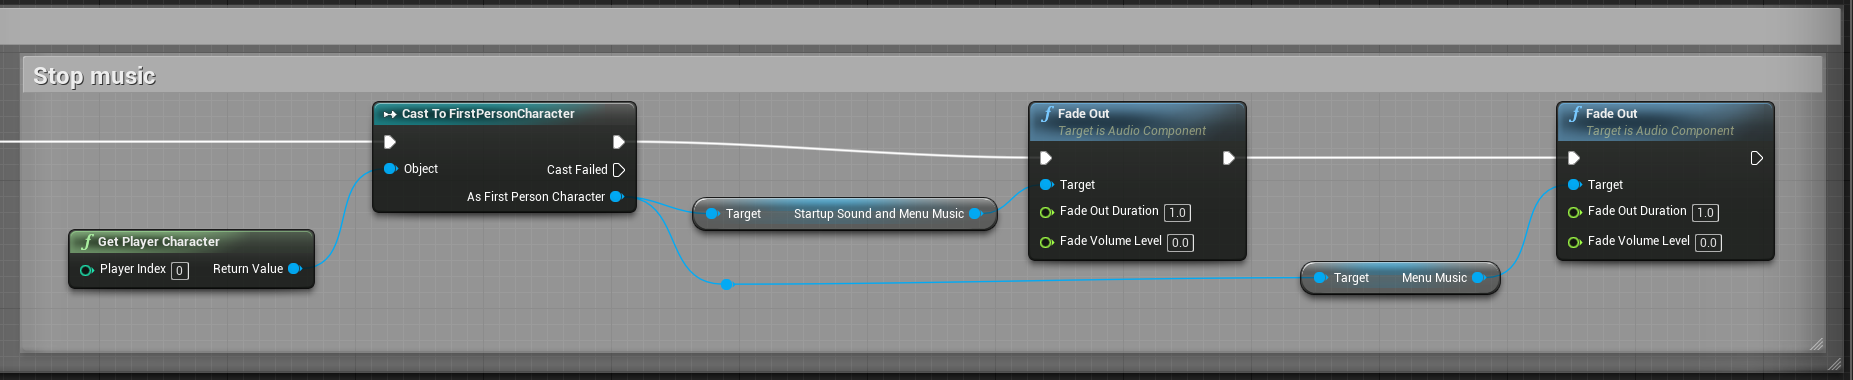 Stop music
Cast To FirstPersonCharacter
Object
Cast Failed
As First Person Character
f Get Player Character
Player Index 0
Return Value
Target Startup Sound and Menu Music
f Fade Out
Target is Audio Component
Target
Fade Out Duration 1.0
Fade Volume Level 0.0
Target Menu Music
f Fade Out
Target is Audio Component
Target
Fade Out Duration 1.0
Fade Volume Level 0.0